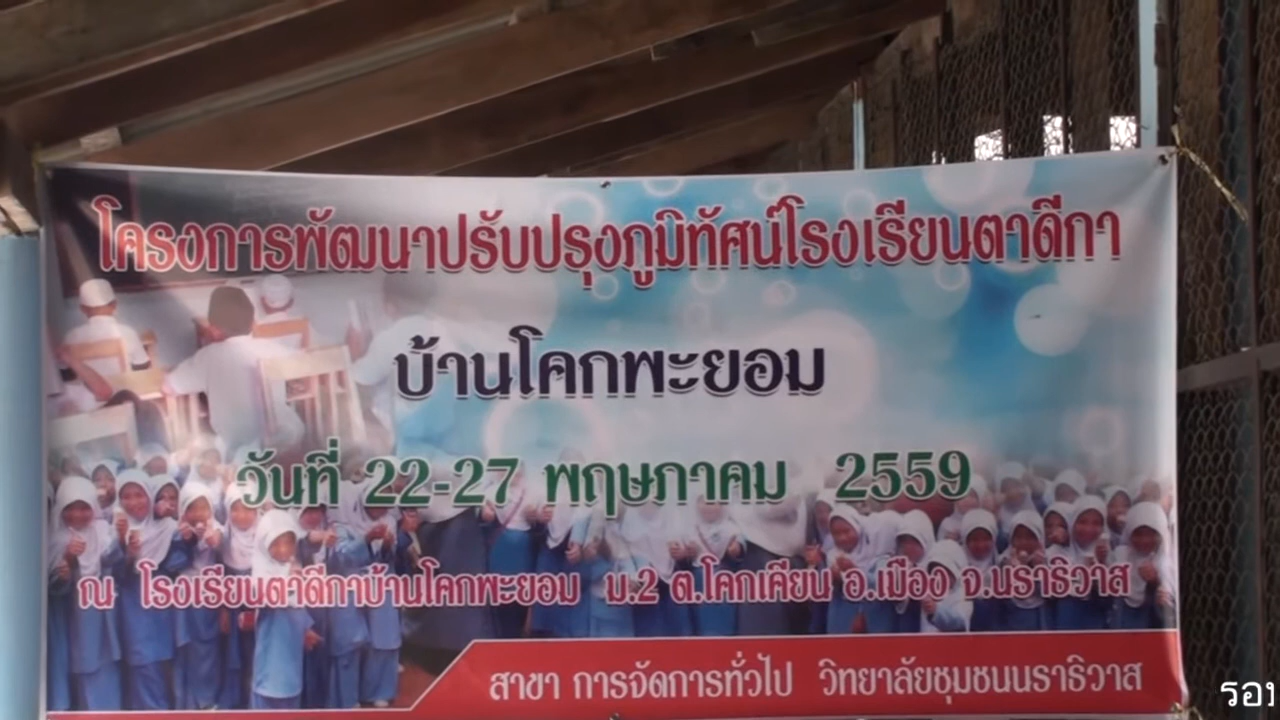 โครงการพัฒนาปรับปรุงภูมิทัศน์โรงเรียนตาดีกา
บ้านโคกพะยอม
วันที่ 22-27 พฤษภาคม 2559
ณ โรงเรียนตาดีกาบ้านโคกพะยอม ม.2 ต.โคกเคียน อ.เมือง จ.นราธิวาส
สาขา การจัดการทั่วไป วิทยาลัยชุมชนนราธิวาส